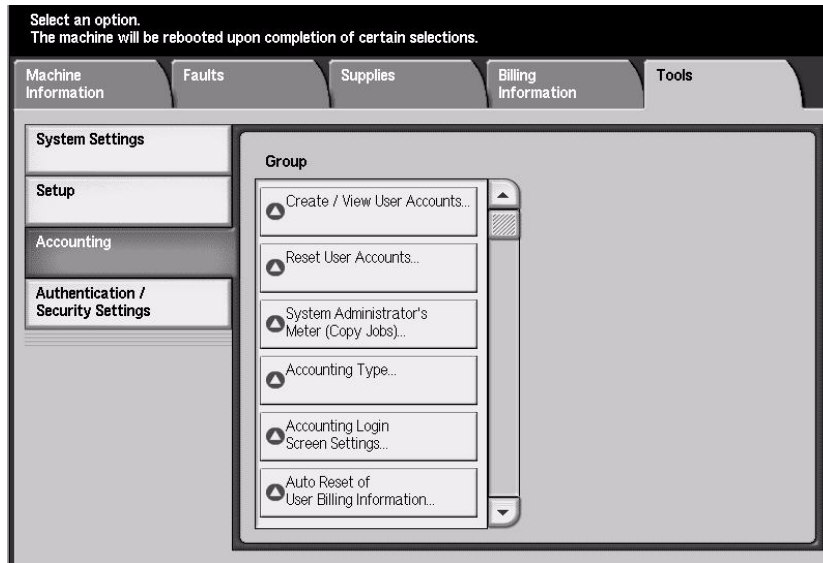 Select an option.
The machine will be rebooted upon completion of certain selections.
Machine
Information
Faults
Supplies
Billing
Information
Tools
System Settings
Setup
Accounting
Authentication /
Security Settings
Group
Create / View User Accounts...
Reset User Accounts...
System Administrator's
Meter (Copy Jobs)...
Accounting Type...
Accounting Login
Screen Settings...
Auto Reset of
User Billing Information...